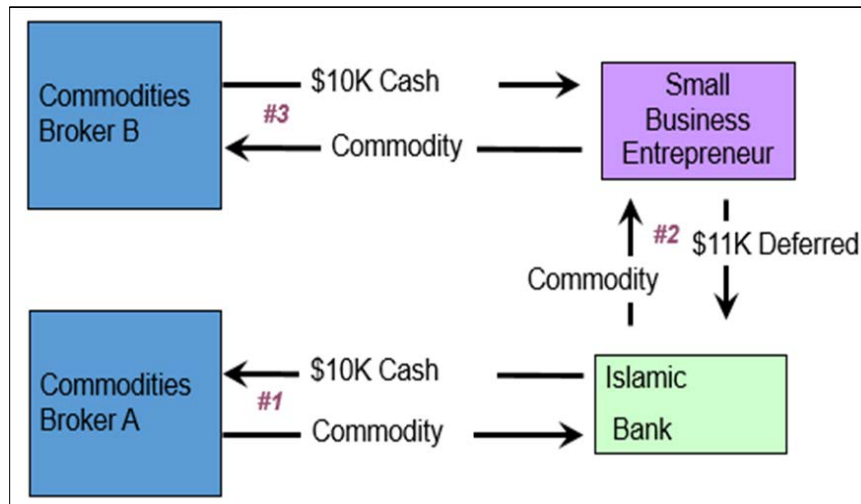 Commodities
Broker B
$10K Cash
#3
Commodity
Small
Business
Entrepreneur
#2
$11K Deferred
Commodity
Commodities
Broker A
$10K Cash
#1
Commodity
Islamic
Bank